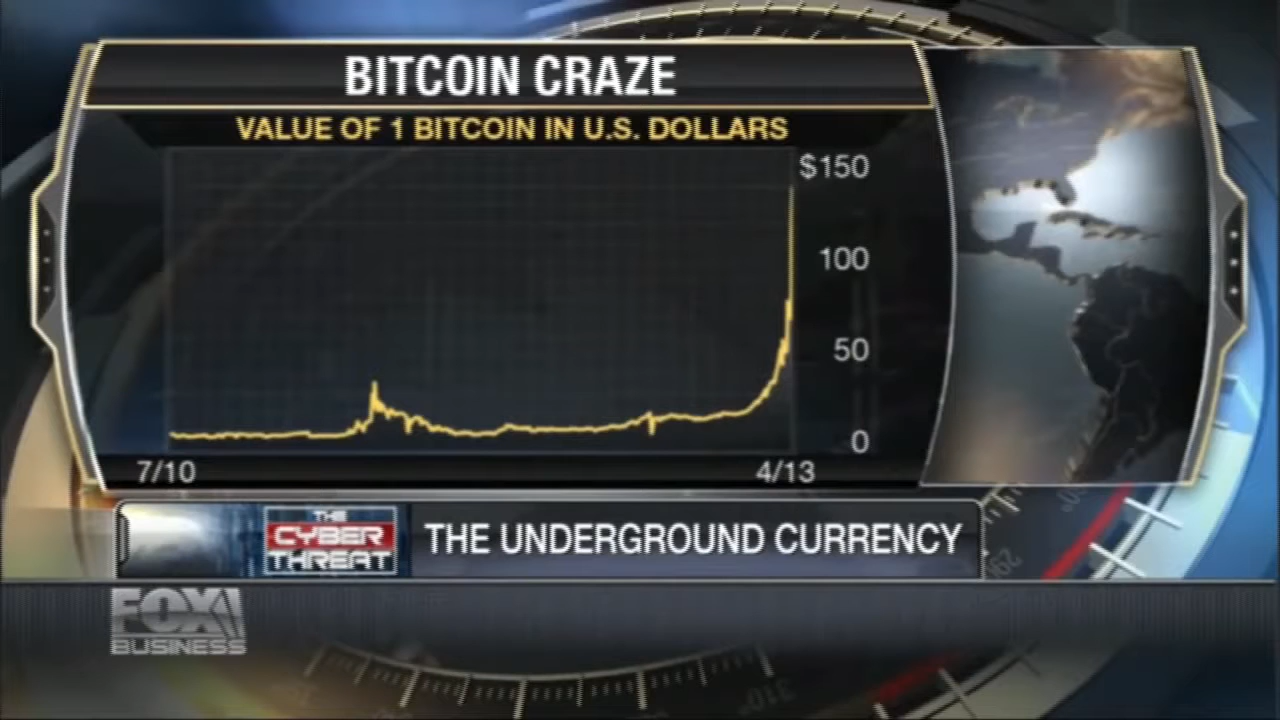 BITCOIN CRAZE
VALUE OF 1 BITCOIN IN U.S. DOLLARS
$150
100
50
0
7/10
4/13
THE
CYBER
THREAT
THE UNDERGROUND CURRENCY
FOX
BUSINESS
310°